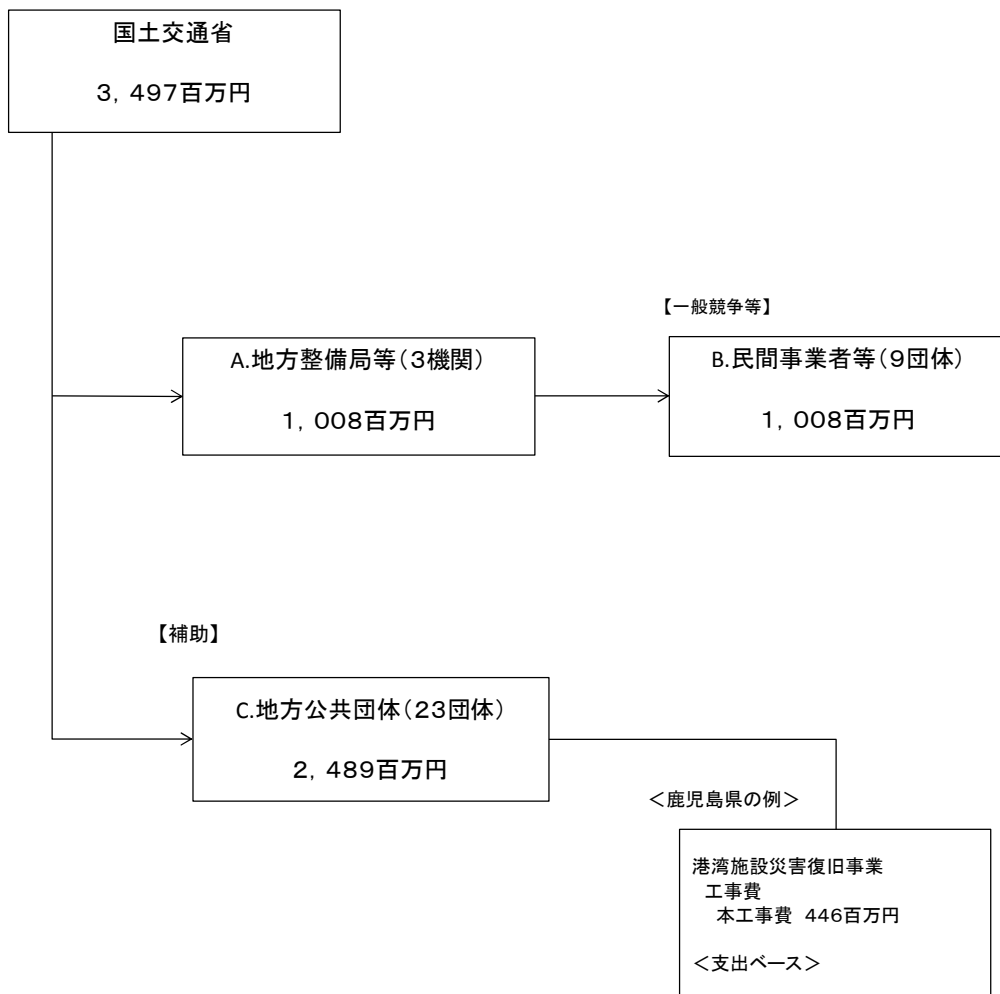 国土交通省
3,497百万円
【一般競争等】
A.地方整備局等(3機関)
1,008百万円
B.民間事業者等(9団体)
1,008百万円
【補助】
C.地方公共団体(23団体)
2,489百万円
<鹿児島県の例>
港湾施設災害復旧事業
工事費
本工事費 446百万円
<支出ベース>